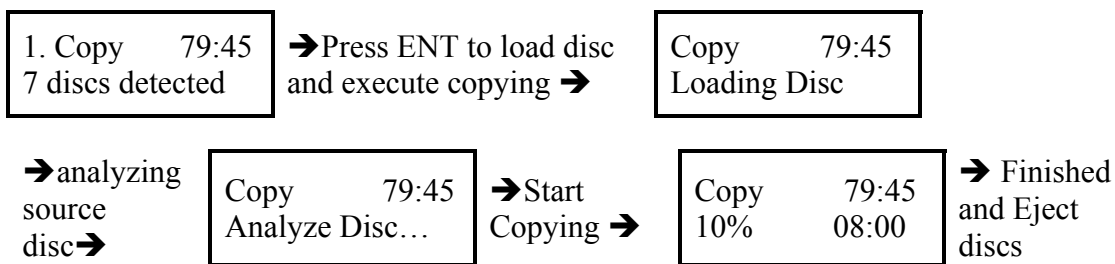 1. Copy 79:45
7 discs detected
➔Press ENT to load disc
and execute copying ➔
Copy 79:45
Loading Disc
➔analyzing
source
disc➔
Copy 79:45
Analyze Disc…
➔Start
Copying ➔
Copy 79:45
10% 08:00
➔ Finished
and Eject
discs